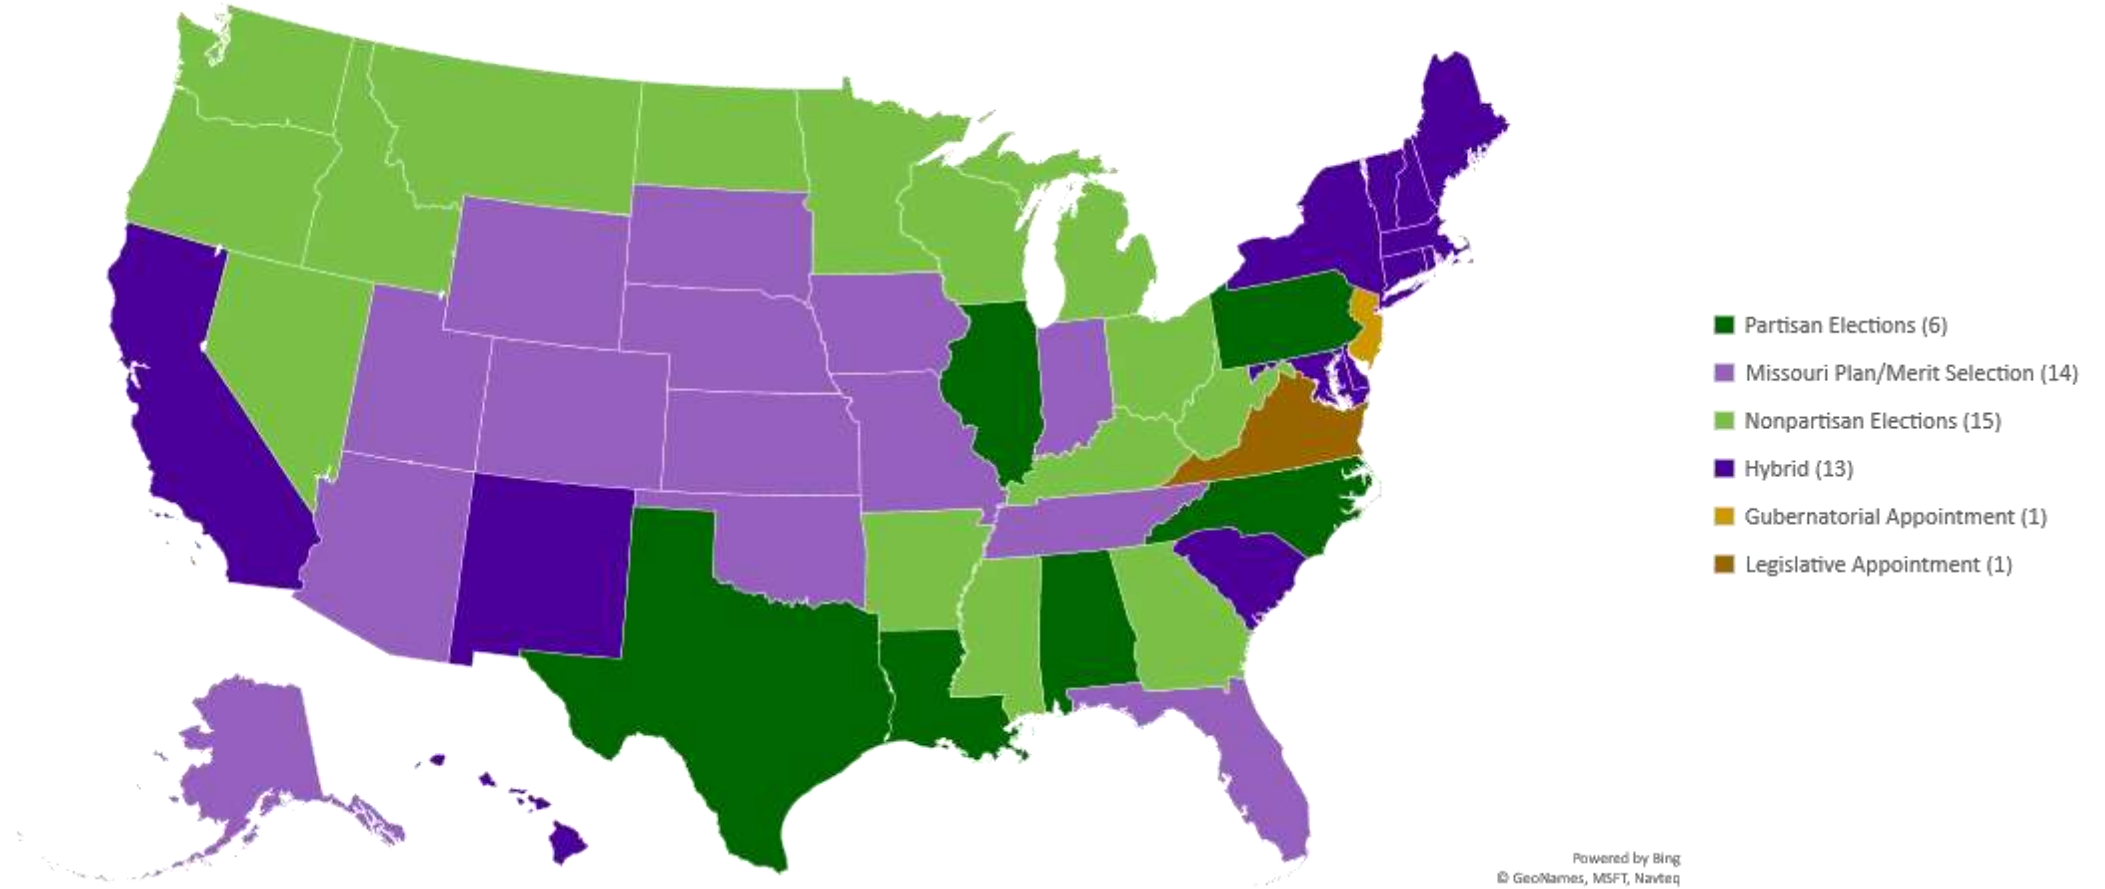 Partisan Elections (6)
Missouri Plan/Merit Selection (14)
Nonpartisan Elections (15)
Hybrid (13)
Gubernatorial Appointment (1)
Legislative Appointment (1)
Powered by Bing
© GeoNames, MSFT, Navteq